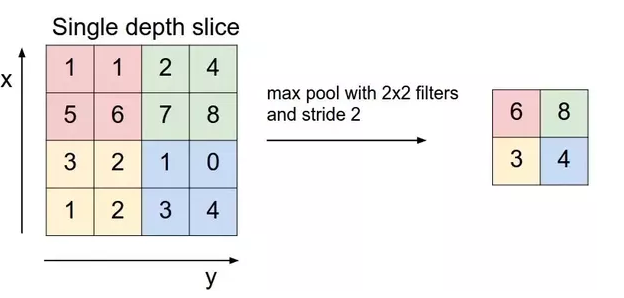 Single depth slice
x
1 1 2 4
5 6 7 8
3 2 1 0
1 2 3 4
y
max pool with 2x2 filters
and stride 2
6 8
3 4